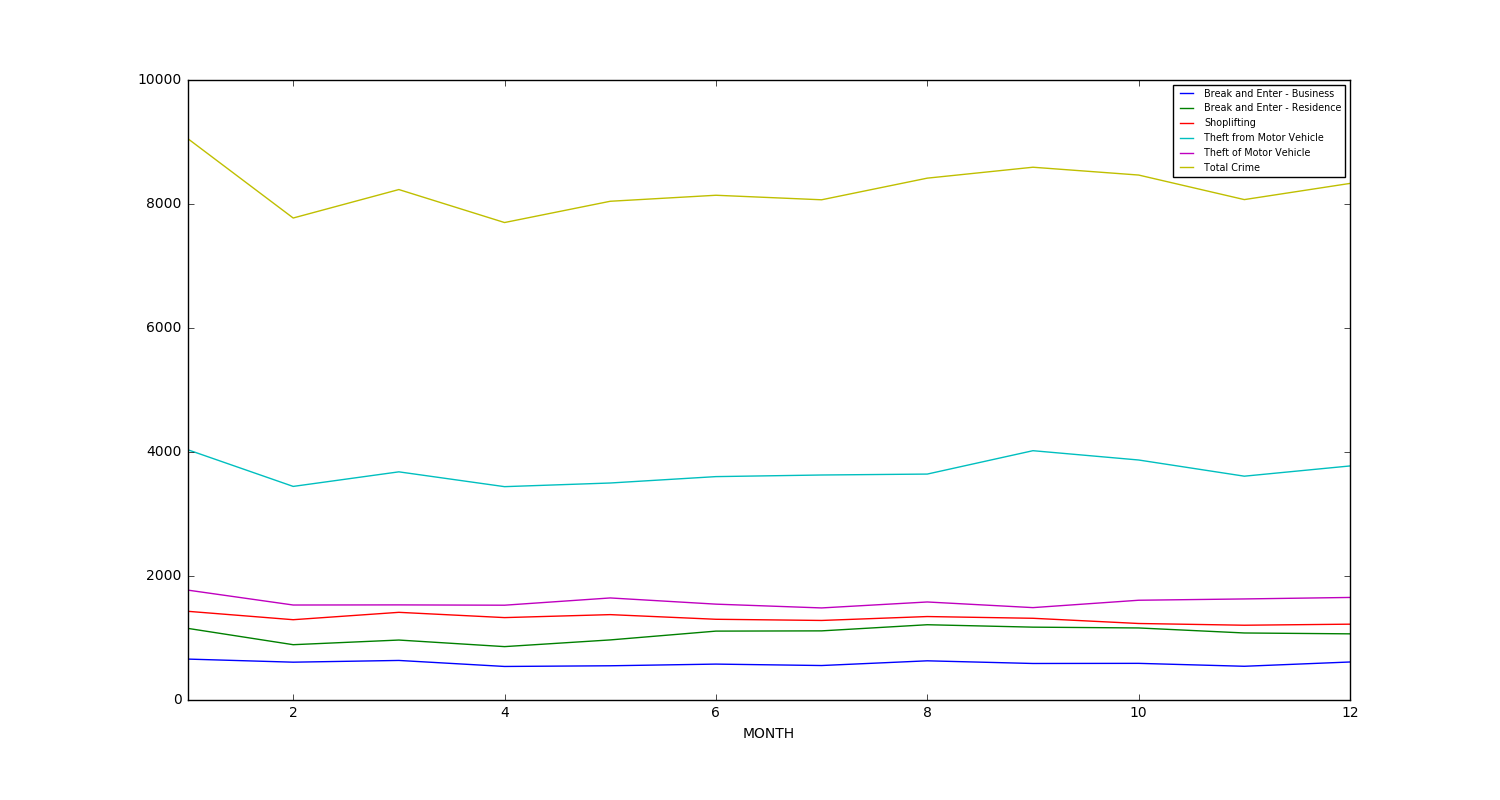 10000
8000
6000
4000
2000
0
2
4
6
8
10
12
MONTH
Break and Enter - Business
Break and Enter - Residence
Shoplifting
Theft from Motor Vehicle
Theft of Motor Vehicle
Total Crime